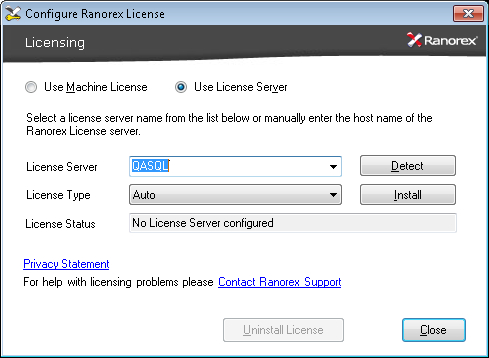 Configure Ranorex License
Licensing
Ranorex
Use Machine License Use License Server
Select a license server name from the list below or manually enter the host name of the
Ranorex License server.
License Server QASQL Detect
License Type Auto Install
License Status No License Server configured
Privacy Statement
For help with licensing problems please Contact Ranorex Support
Uninstall License Close